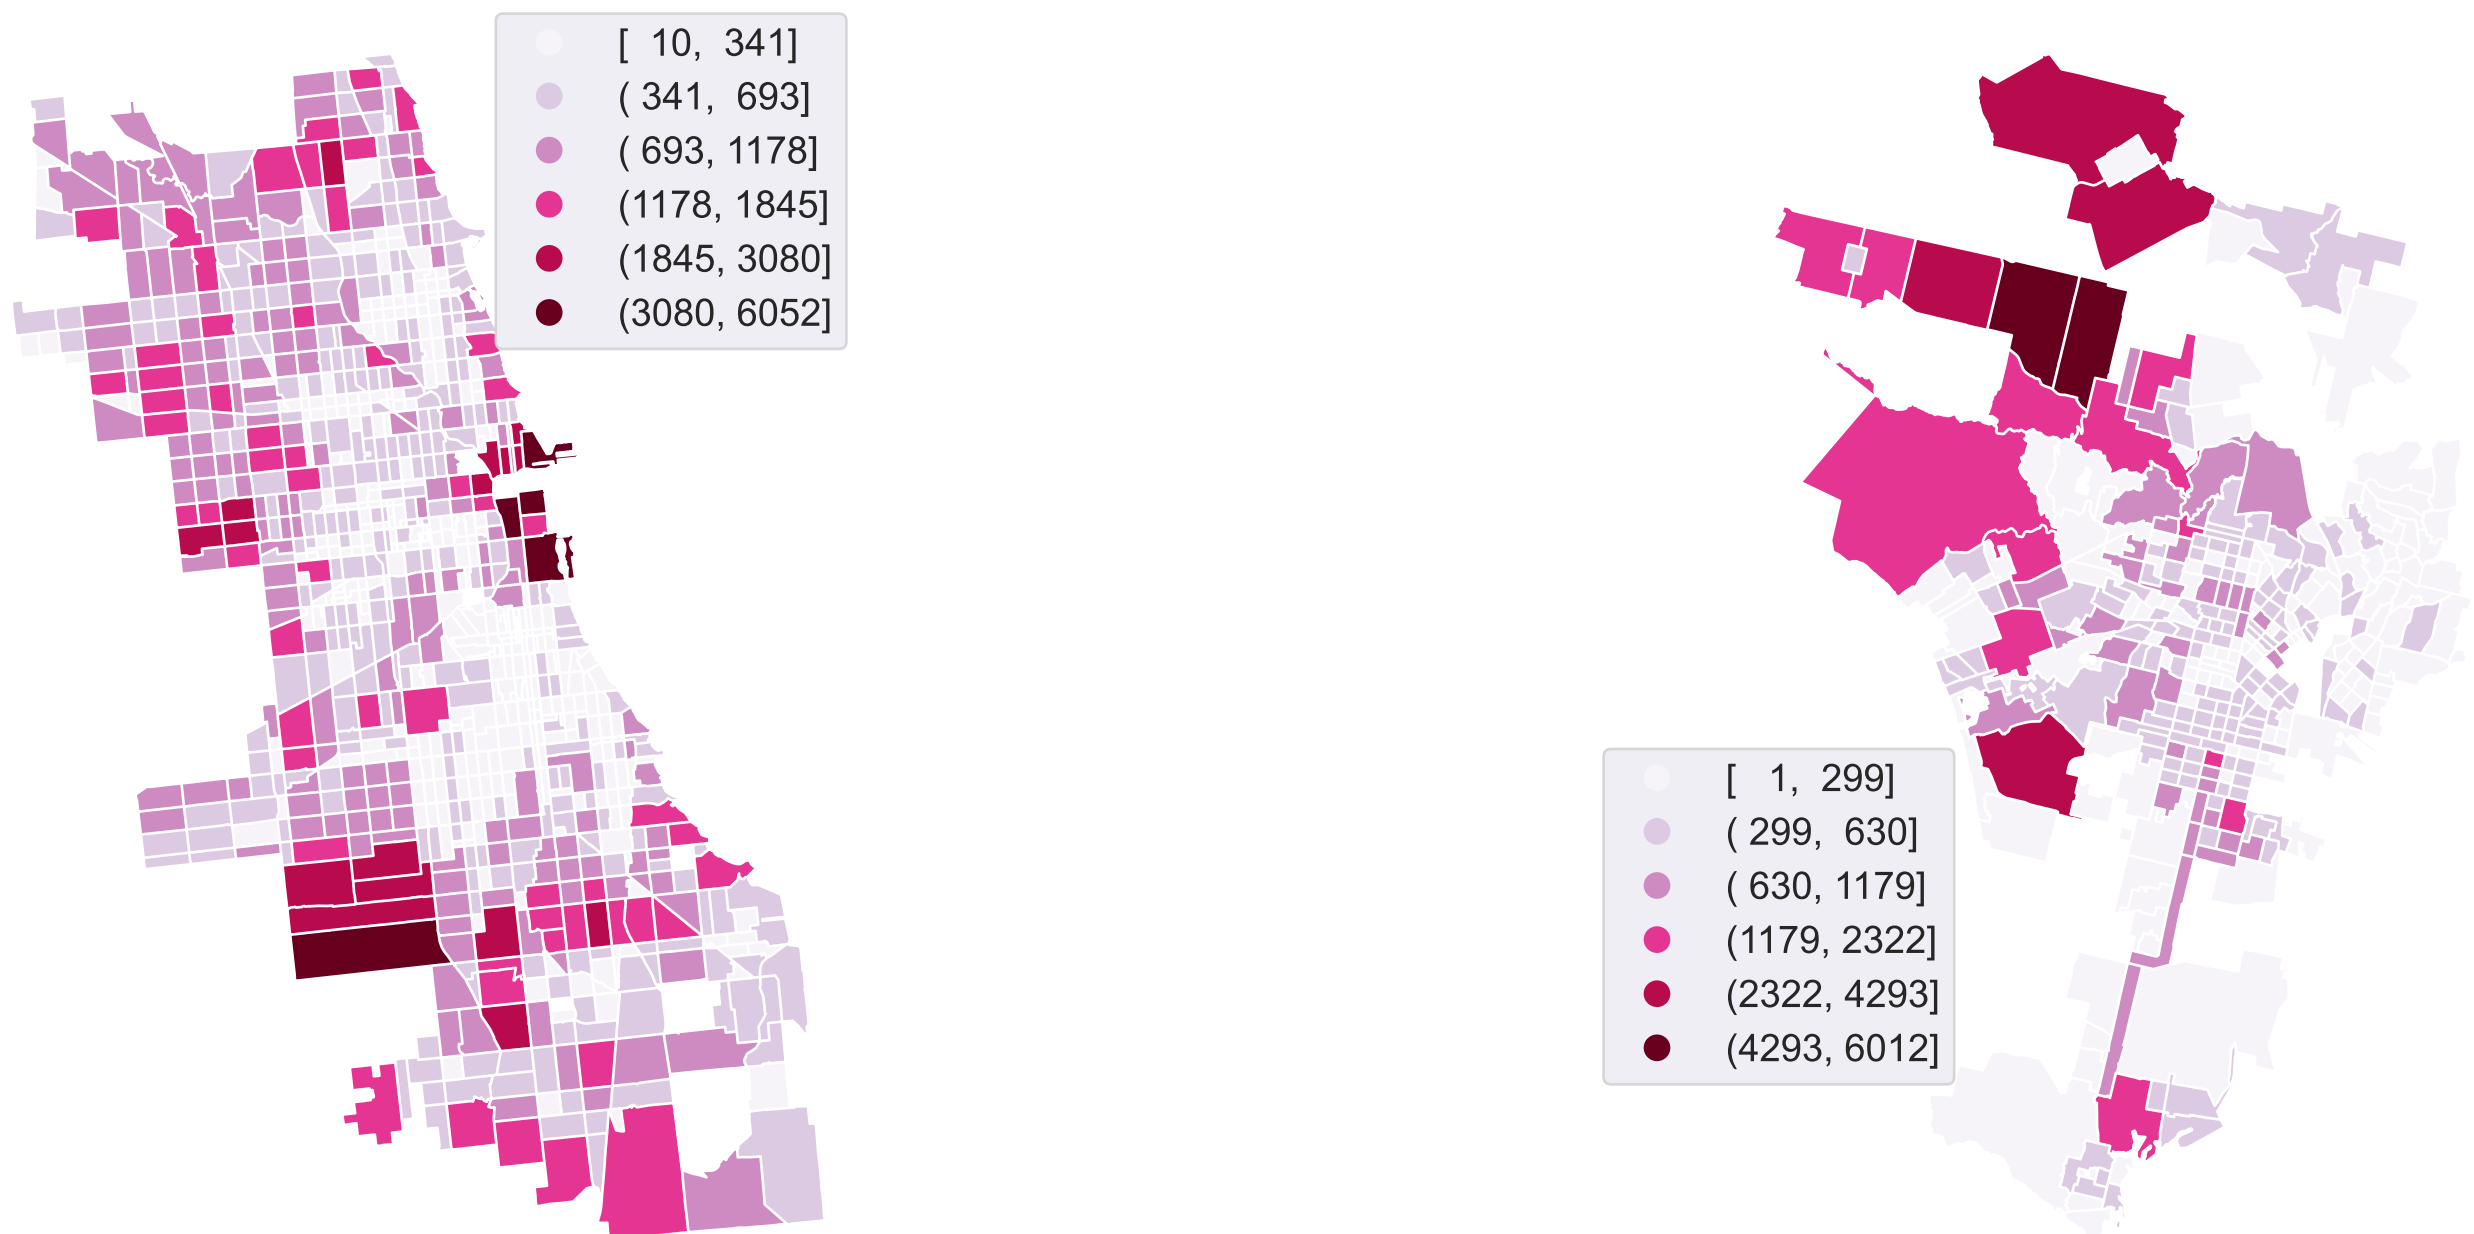 [   10,  341]
( 341,  693]
( 693, 1178]
(1178, 1845]
(1845, 3080]
(3080, 6052]
[   1,  299]
( 299,  630]
( 630, 1179]
(1179, 2322]
(2322, 4293]
(4293, 6012]